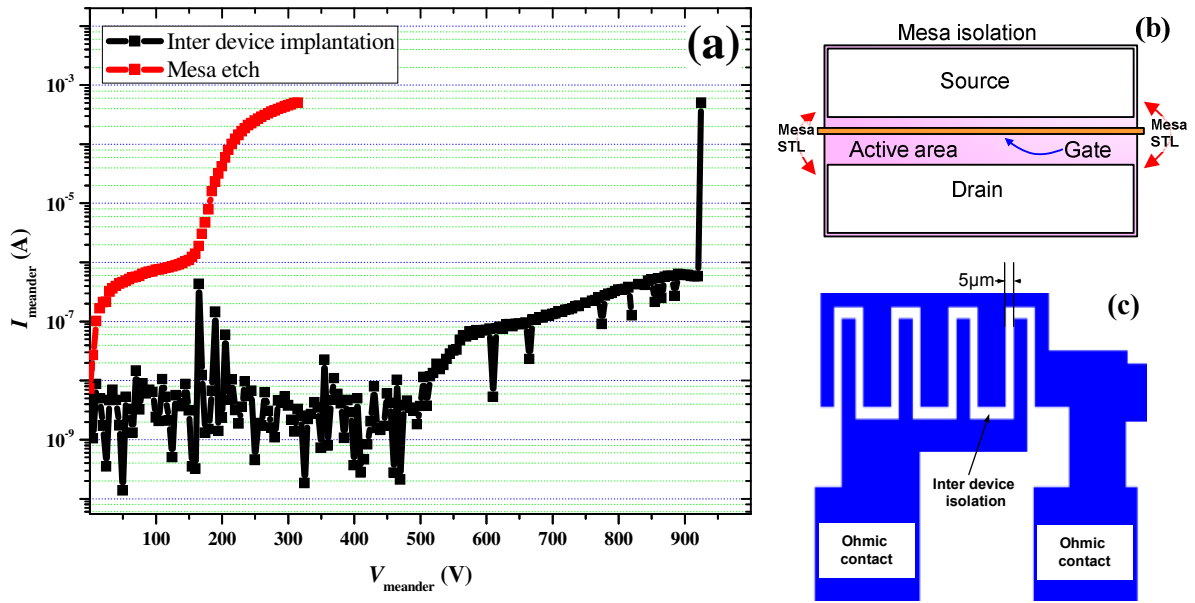 (a)
Inter device implantation
Mesa etch
10⁻³
10⁻⁵
10⁻⁷
10⁻⁹
I_meander (A)
100 200 300 400 500 600 700 800 900
V_meander (V)
(b)
Mesa isolation
Source
Mesa
STL
Mesa
STL
Active area
Gate
Drain
5µm
(c)
Inter device
isolation
Ohmic
contact
Ohmic
contact